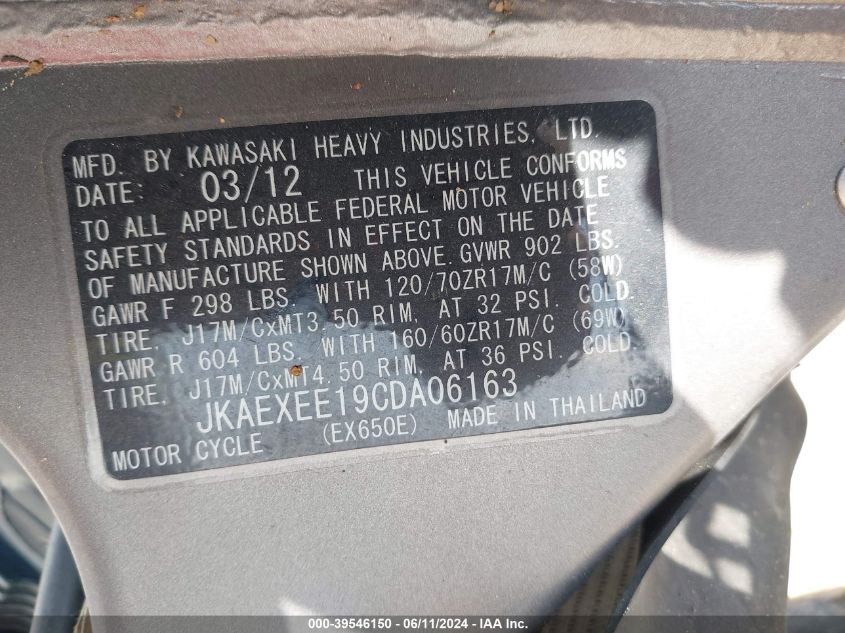 MFD. BY KAWASAKI HEAVY INDUSTRIES, LTD.
DATE: 03/12 THIS VEHICLE CONFORMS
TO ALL APPLICABLE FEDERAL MOTOR VEHICLE
SAFETY STANDARDS IN EFFECT ON THE DATE
OF MANUFACTURE SHOWN ABOVE. GVWR 902 LBS.
GAWR F 298 LBS. WITH 120/70ZR17M/C (58W)
TIRE, J17M/CxMT3.50 RIM, AT 32 PSI. COLD.
GAWR R 604 LBS. WITH 160/60ZR17M/C (69W)
TIRE, J17M/CxMT4.50 RIM, AT 36 PSI. COLD.
JKAEXEE19CDA06163
MOTOR CYCLE (EX650E) MADE IN THAILAND
000-39546150 - 06/11/2024 - IAA Inc.